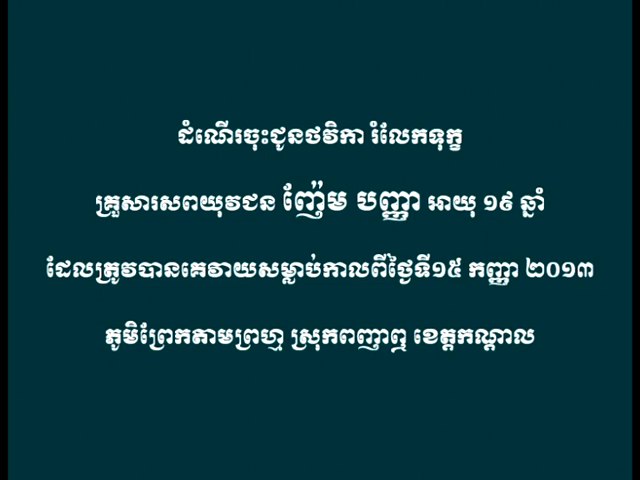 ដំណើរចុះជូនថវិកា រំលែកទុក្ខ
គ្រួសារសពយុវជន ញ៉ែម បញ្ញា អាយុ ១៩ ឆ្នាំ
ដែលត្រូវបានគេវាយសម្លាប់កាលពីថ្ងៃទី១៥ កញ្ញា ២០១៣
ភូមិព្រែកតាមព្រហ្ម ស្រុកពញាឮ ខេត្តកណ្ដាល